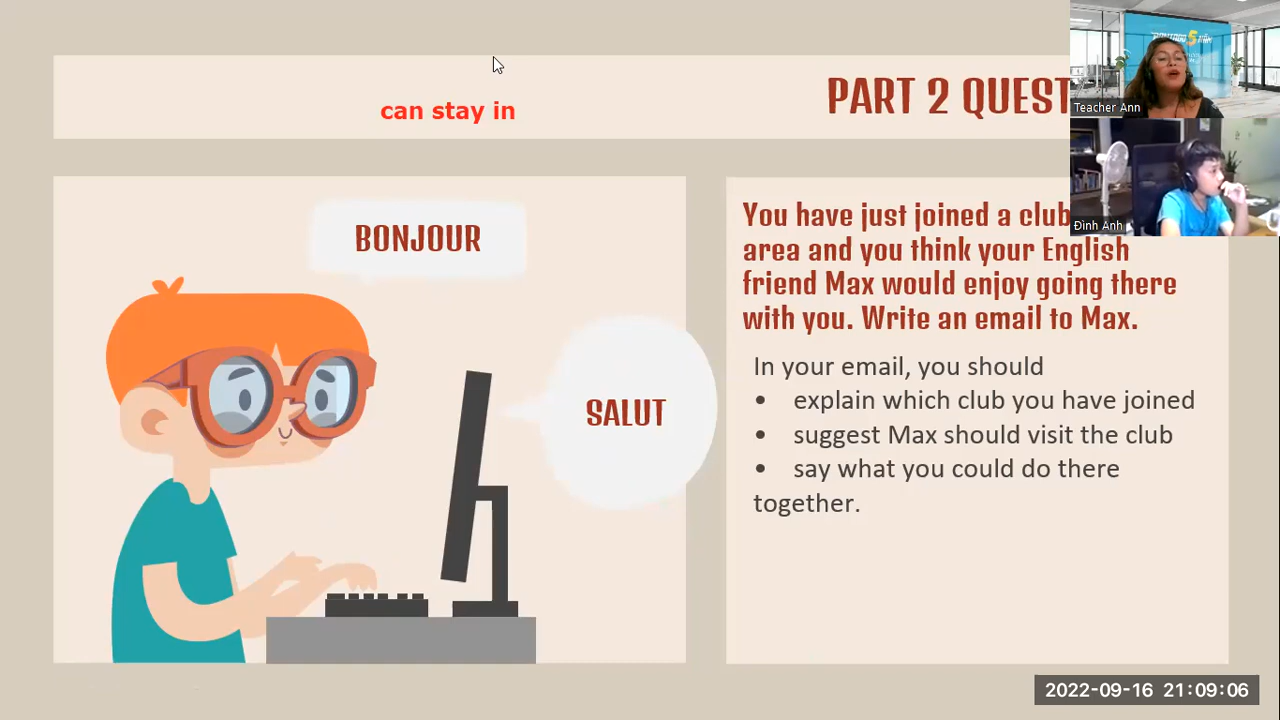 can stay in
PART 2 QUEST
Teacher Ann
BONJOUR
SALUT
You have just joined a club
Đình Anh
area and you think your English
friend Max would enjoy going there
with you. Write an email to Max.
In your email, you should
• explain which club you have joined
• suggest Max should visit the club
• say what you could do there
together.
2022-09-16 21:09:06